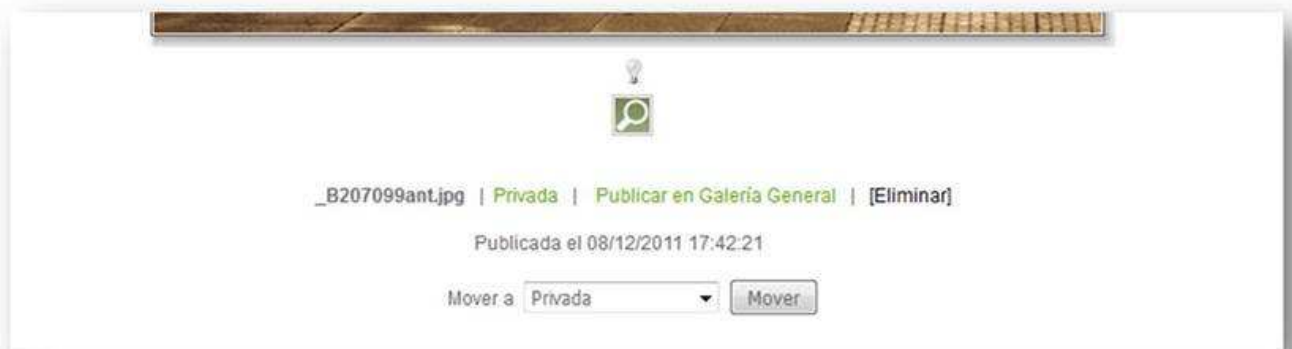 _B207099ant.jpg | Privada | Publicar en Galería General | [Eliminar]
Publicada el 08/12/2011 17:42:21
Mover a Privada Mover